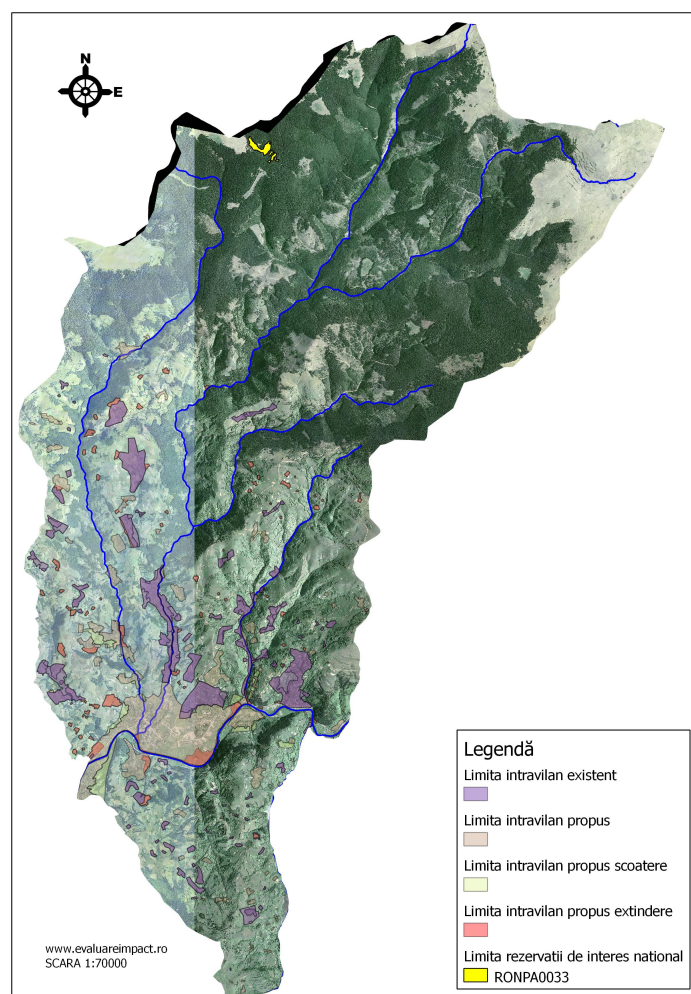 N
E
Legendă
Limita intravilan existent
Limita intravilan propus
Limita intravilan propus scoatere
Limita intravilan propus extindere
Limita rezervatii de interes national
RONPA0033
www.evaluareimpact.ro
SCARA 1:70000